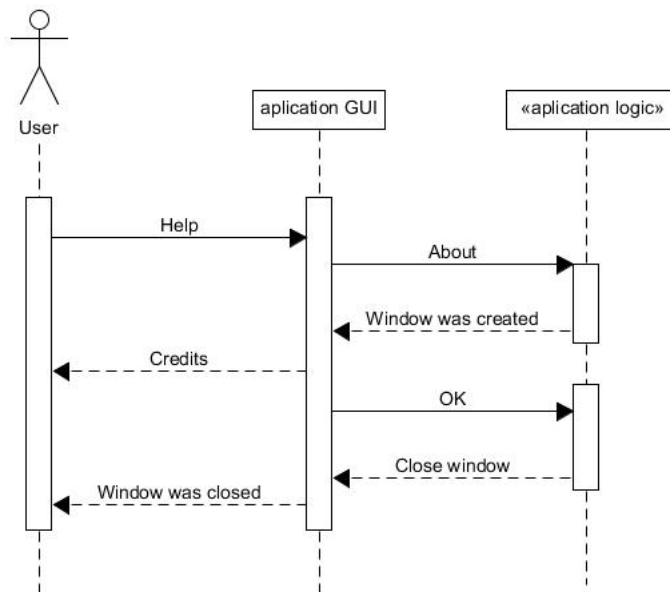 User
aplication GUI
«aplication logic»
Help
About
Window was created
Credits
OK
Close window
Window was closed